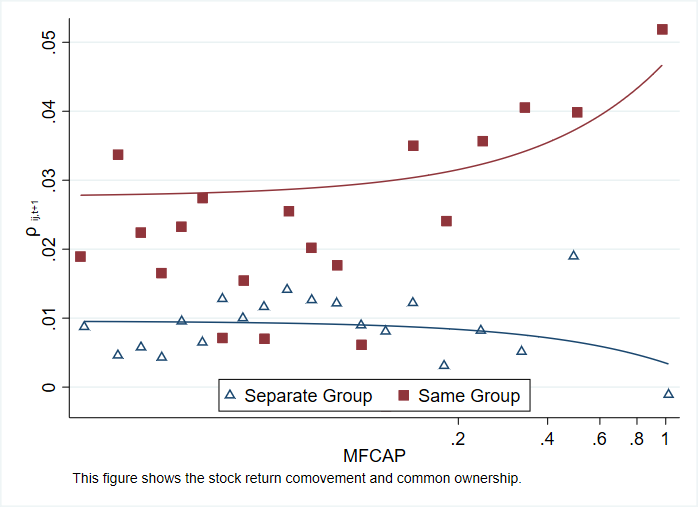 .05
.04
.03
.02
.01
0
ρ ij,t+1
Separate Group Same Group
.2 .4 .6 .8 1
MFCAP
This figure shows the stock return comovement and common ownership.